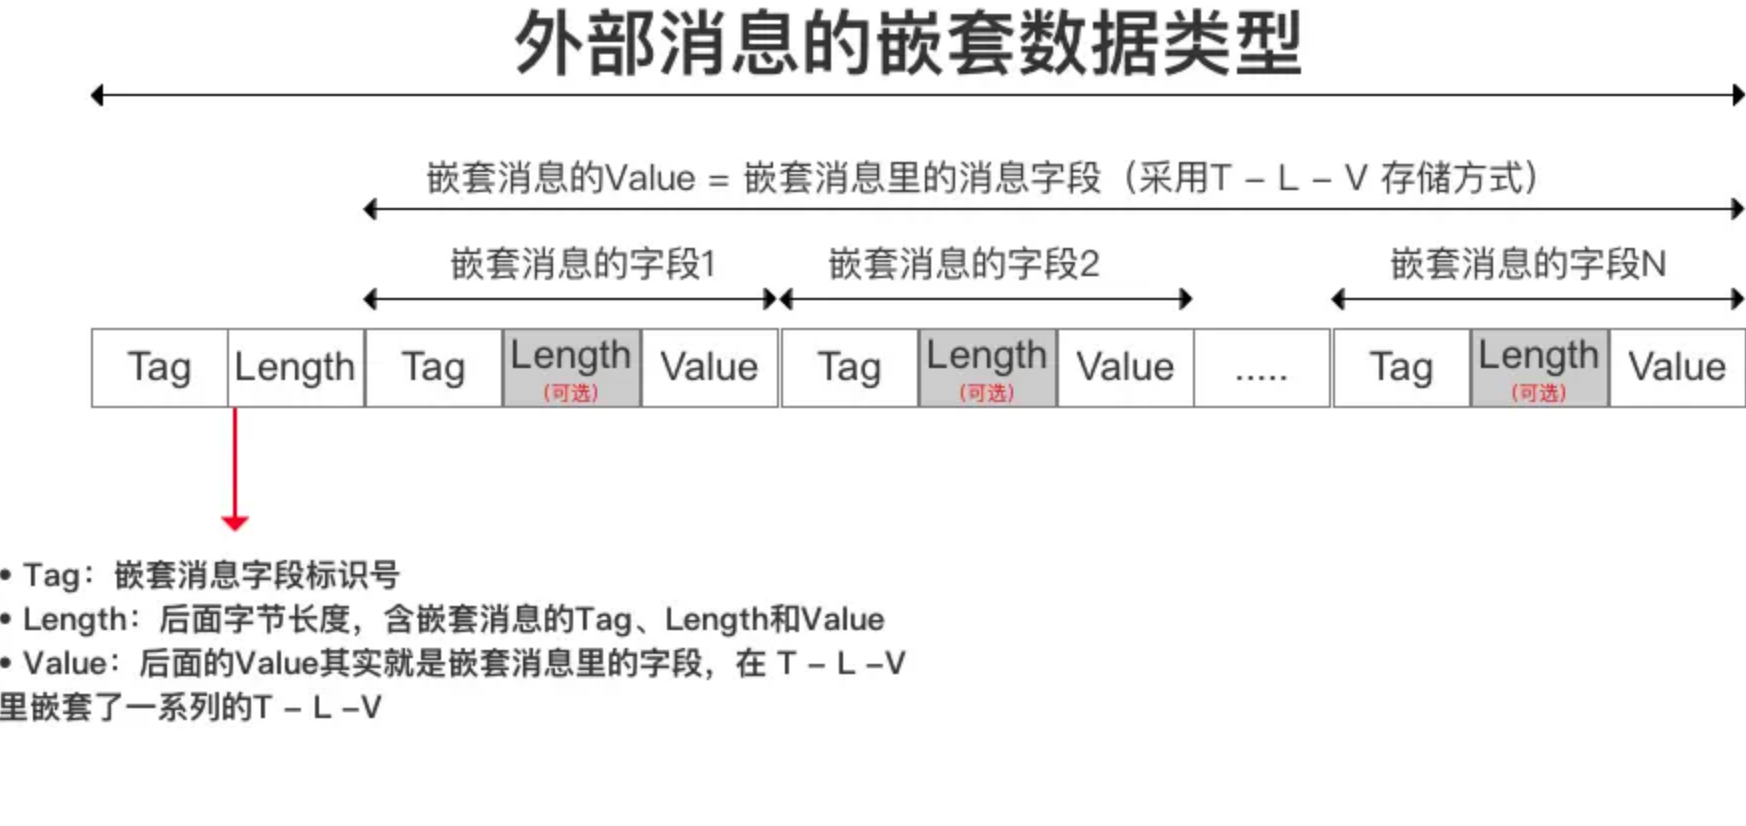 外部消息的嵌套数据类型
嵌套消息的Value = 嵌套消息里的消息字段（采用T – L – V 存储方式）
嵌套消息的字段1 嵌套消息的字段2 嵌套消息的字段N
Tag Length Tag Length Value Tag Length Value ..... Tag Length Value
(可选) (可选) (可选)
• Tag：嵌套消息字段标识号
• Length：后面字节长度，含嵌套消息的Tag、Length和Value
• Value：后面的Value其实就是嵌套消息里的字段，在 T – L –V
里嵌套了一系列的T – L –V